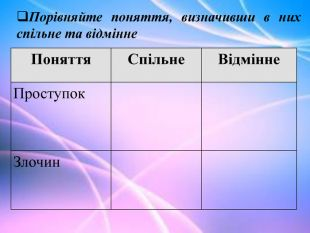 ❑Порівняйте поняття, визначивши в них
спільне та відмінне
Поняття Спільне Відмінне
Проступок
Злочин